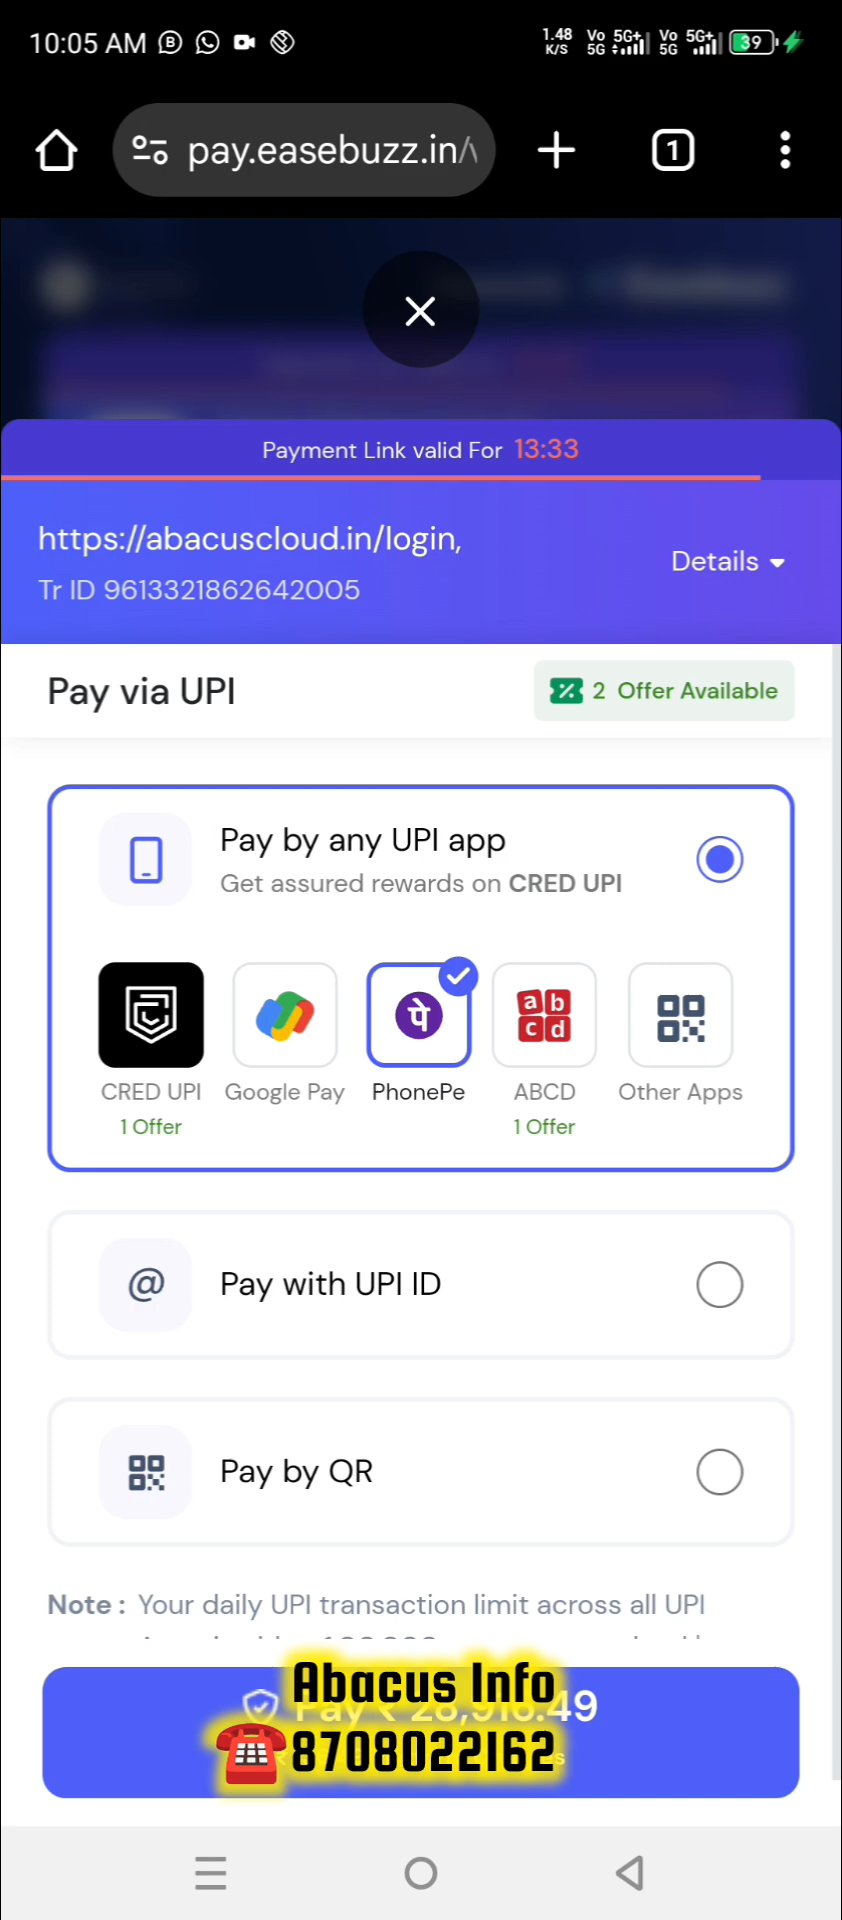 10:05 AM
1.48 K/S Vo 5G 5G+ Vo 5G 5G+ 39
pay.easebuzz.in/
1
Payment Link valid For 13:33
https://abacuscloud.in/login,
Details
Tr ID 9613321862642005
Pay via UPI
2 Offer Available
Pay by any UPI app
Get assured rewards on CRED UPI
पे
a b
c d
CRED UPI Google Pay PhonePe ABCD Other Apps
1 Offer 1 Offer
@ Pay with UPI ID
Pay by QR
Note : Your daily UPI transaction limit across all UPI
Pay ₹ 28,916.49
Abacus Info
8708022162